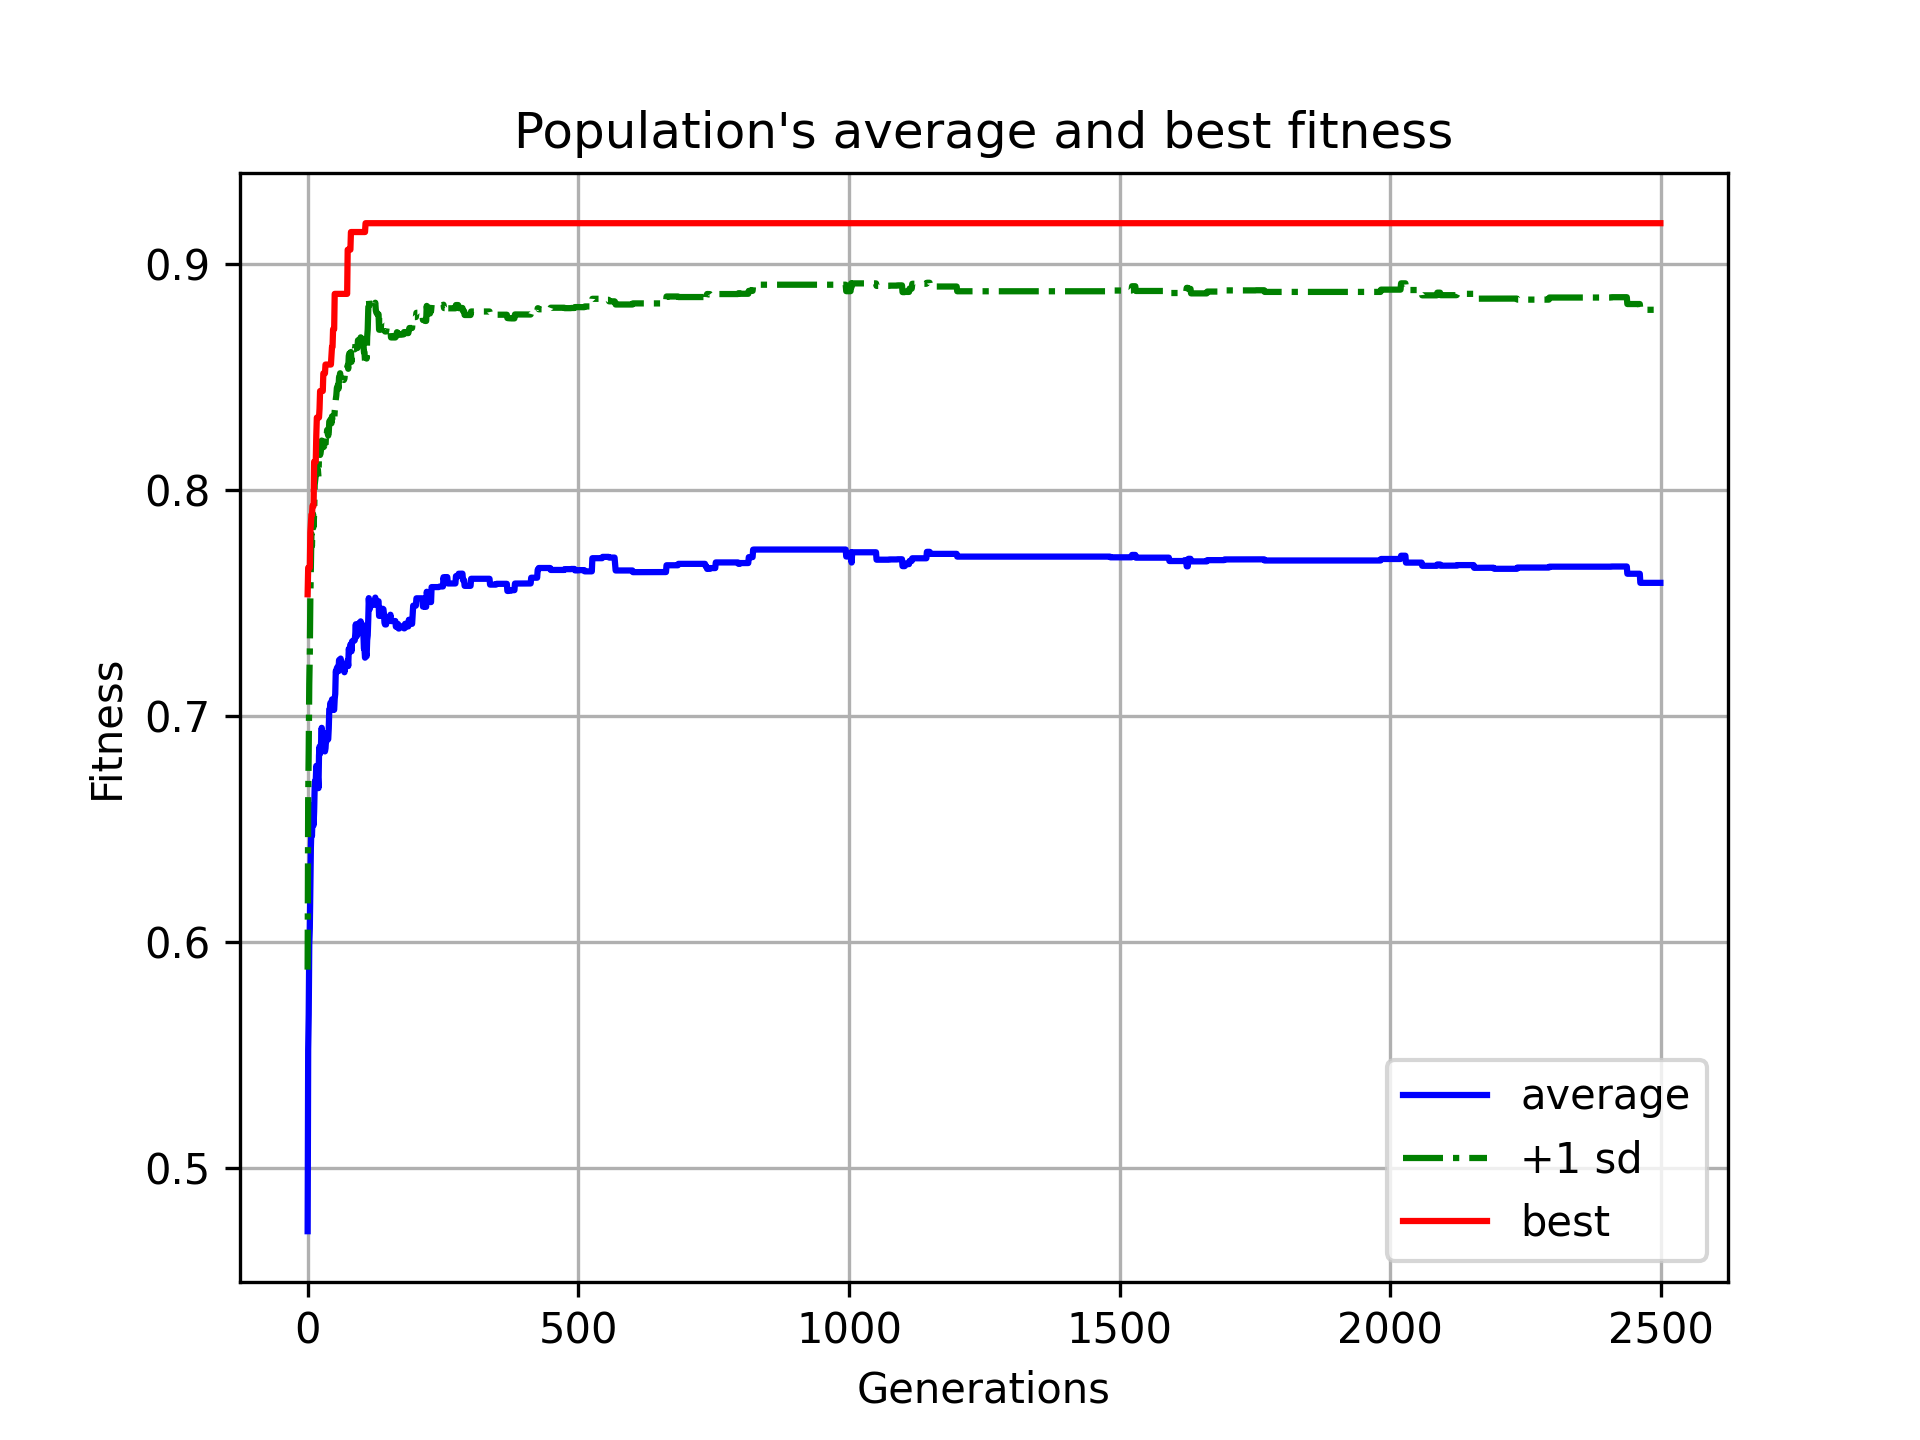 Population's average and best fitness
Fitness
0.9
0.8
0.7
0.6
0.5
average
+1 sd
best
0 500 1000 1500 2000 2500
Generations